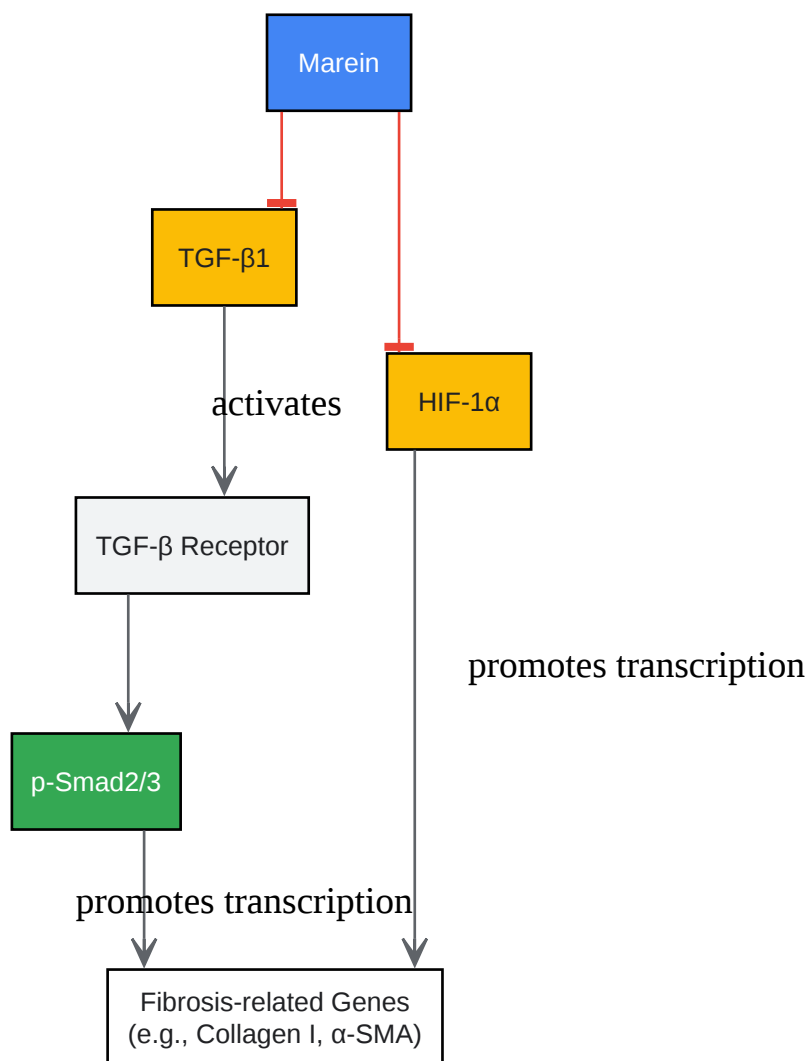 Marein
TGF-β1
activates
HIF-1α
TGF-β Receptor
promotes transcription
p-Smad2/3
promotes transcription
Fibrosis-related Genes
(e.g., Collagen I, α-SMA)